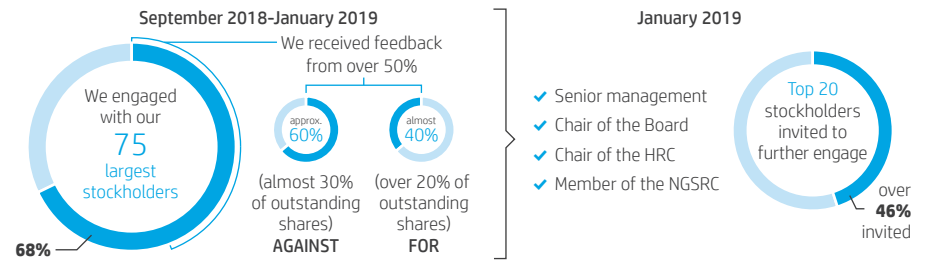 September 2018-January 2019
We engaged
with our
75
largest
stockholders
68%
We received feedback
from over 50%
approx.
60%
(almost 30%
of outstanding
shares)
AGAINST
almost
40%
(over 20% of
outstanding
shares)
FOR
January 2019
Senior management
Chair of the Board
Chair of the HRC
Member of the NGSRC
Top 20
stockholders
invited to
further engage
over
46%
invited